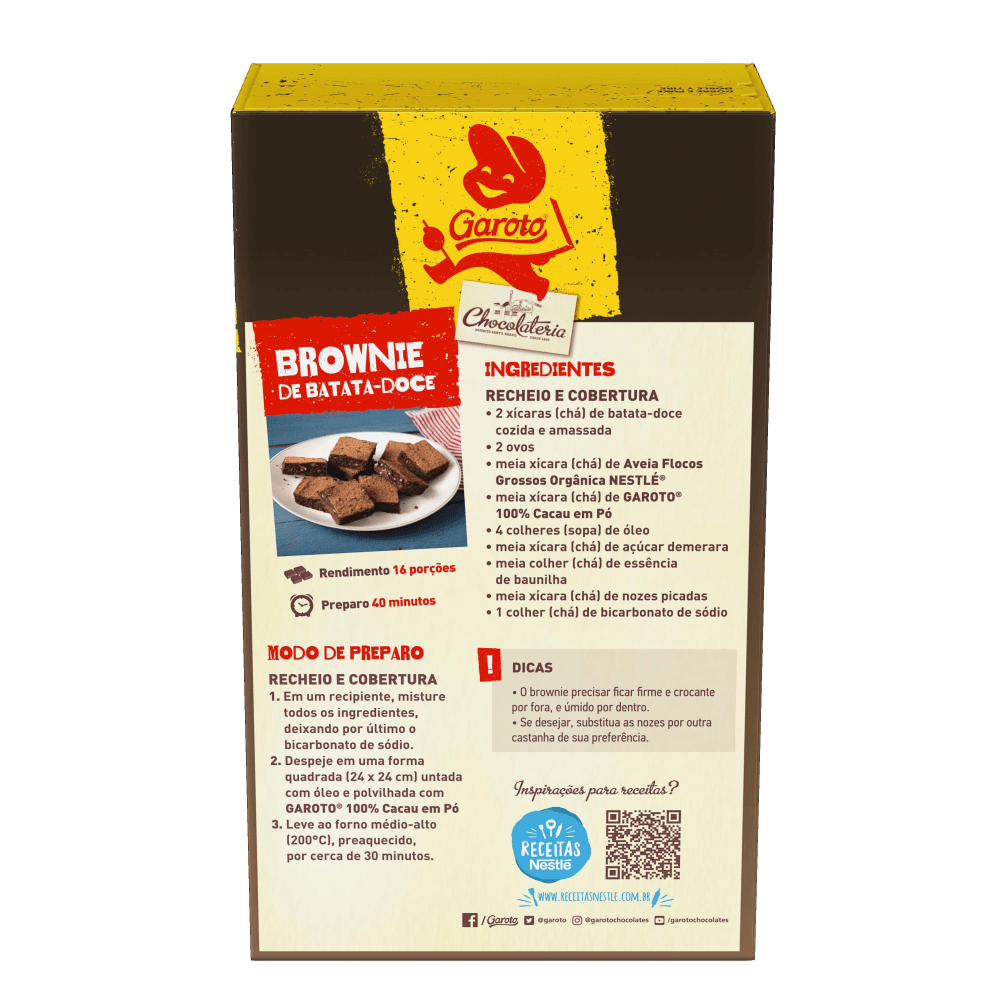 Garoto
Chocolateria
BROWNIE
DE BATATA-DOCE
Rendimento 16 porções
Preparo 40 minutos
INGREDIENTES
RECHEIO E COBERTURA
• 2 xícaras (chá) de batata-doce
cozida e amassada
• 2 ovos
• meia xícara (chá) de Aveia Flocos
Grossos Orgânica NESTLÉ®
• meia xícara (chá) de GAROTO®
100% Cacau em Pó
• 4 colheres (sopa) de óleo
• meia xícara (chá) de açúcar demerara
• meia colher (chá) de essência
de baunilha
• meia xícara (chá) de nozes picadas
• 1 colher (chá) de bicarbonato de sódio
MODO DE PREPARO
RECHEIO E COBERTURA
1. Em um recipiente, misture
todos os ingredientes,
deixando por último o
bicarbonato de sódio.
2. Despeje em uma forma
quadrada (24 x 24 cm) untada
com óleo e polvilhada com
GAROTO® 100% Cacau em Pó
3. Leve ao forno médio-alto
(200°C), preaquecido,
por cerca de 30 minutos.
! DICAS
• O brownie precisar ficar firme e crocante
por fora, e úmido por dentro.
• Se desejar, substitua as nozes por outra
castanha de sua preferência.
Inspirações para receitas?
RECEITAS
Nestlé
WWW.RECEITASNESTLE.COM.BR
/Garoto @garoto @garotochocolates /garotochocolates